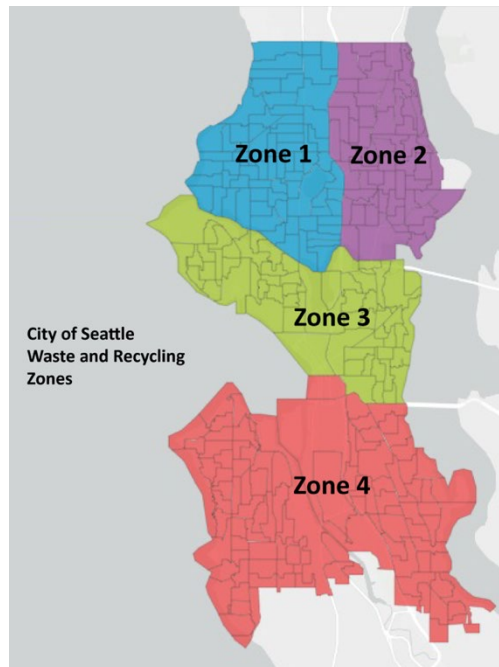 Zone 1
Zone 2
Zone 3
City of Seattle
Waste and Recycling
Zones
Zone 4